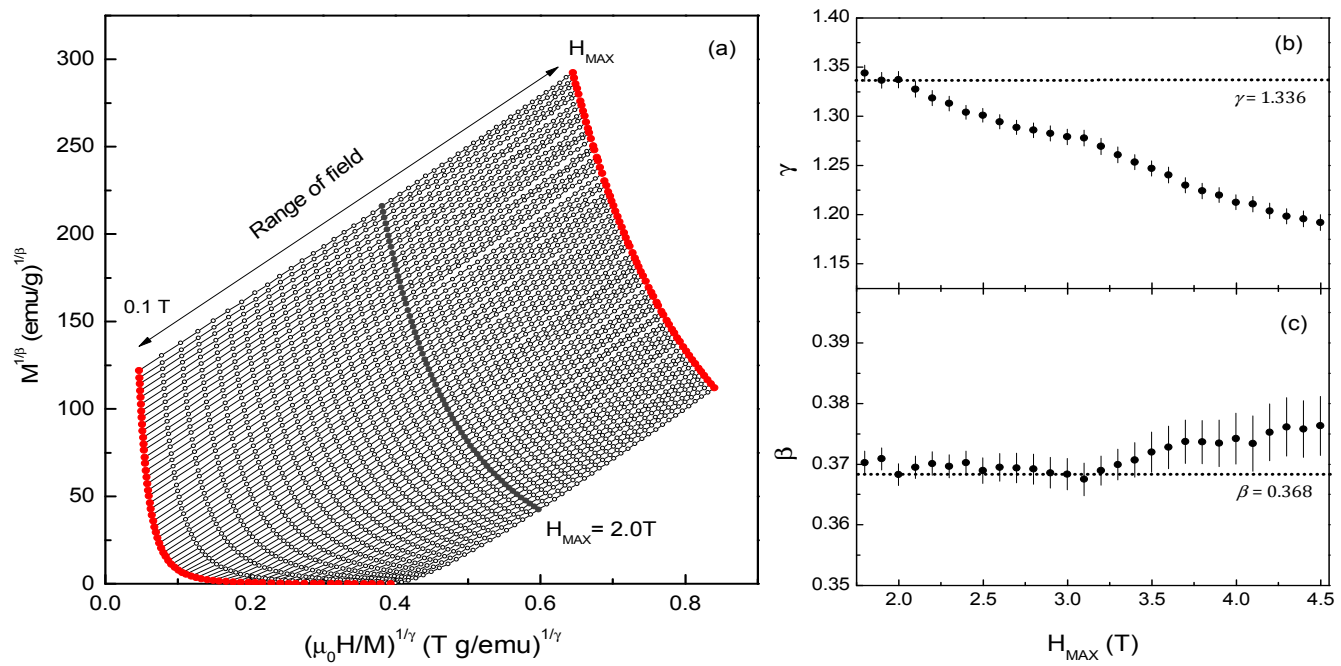 (a)
H_MAX
Range of field
0.1 T
H_MAX = 2.0T
300
250
200
150
100
50
0
0.0 0.2 0.4 0.6 0.8
M^{1/β} (emu/g)^{1/β}
(μ₀H/M)^{1/γ} (T g/emu)^{1/γ}
(b)
1.40
1.35
1.30
1.25
1.20
1.15
γ
γ = 1.336
(c)
0.38
0.37
0.36
0.35
β
β = 0.368
2.0 2.5 3.0 3.5 4.0 4.5
H_MAX (T)